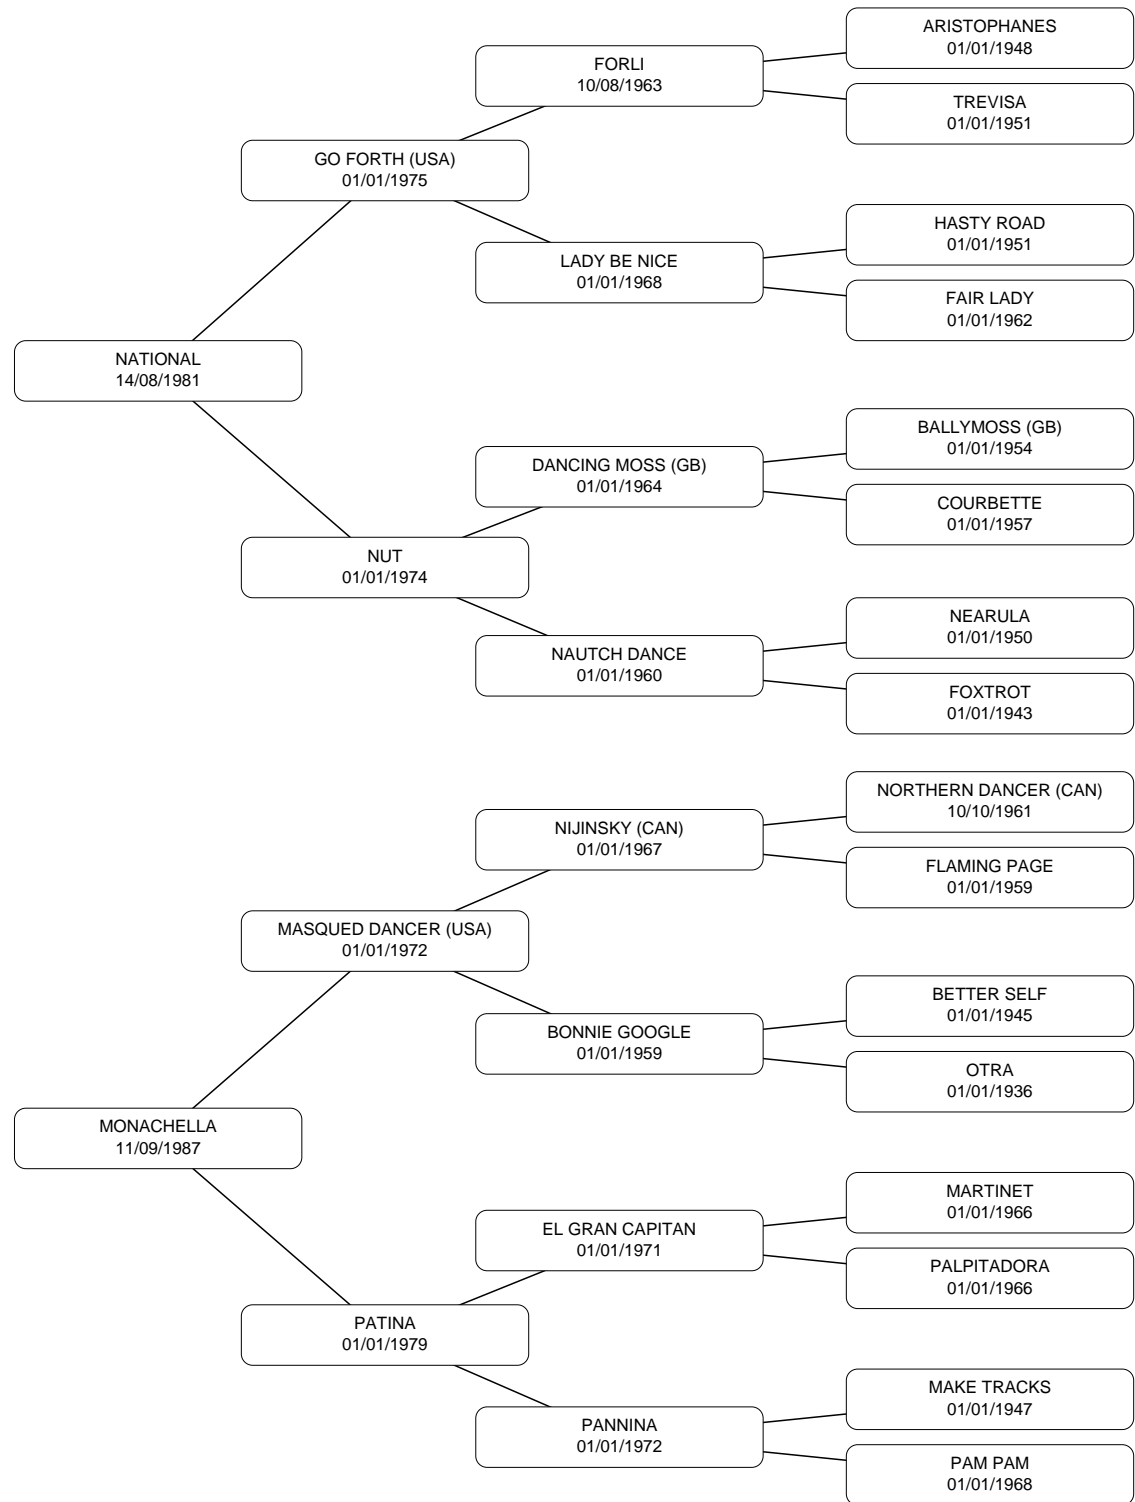 ARISTOPHANES
01/01/1948
FORLI
10/08/1963
TREVISA
01/01/1951
GO FORTH (USA)
01/01/1975
HASTY ROAD
01/01/1951
LADY BE NICE
01/01/1968
FAIR LADY
01/01/1962
NATIONAL
14/08/1981
BALLYMOSS (GB)
01/01/1954
DANCING MOSS (GB)
01/01/1964
COURBETTE
01/01/1957
NUT
01/01/1974
NEARULA
01/01/1950
NAUTCH DANCE
01/01/1960
FOXTROT
01/01/1943
NORTHERN DANCER (CAN)
10/10/1961
NIJINSKY (CAN)
01/01/1967
FLAMING PAGE
01/01/1959
MASQUED DANCER (USA)
01/01/1972
BETTER SELF
01/01/1945
BONNIE GOOGLE
01/01/1959
OTRA
01/01/1936
MONACHELLA
11/09/1987
MARTINET
01/01/1966
EL GRAN CAPITAN
01/01/1971
PALPITADORA
01/01/1966
PATINA
01/01/1979
MAKE TRACKS
01/01/1947
PANNINA
01/01/1972
PAM PAM
01/01/1968